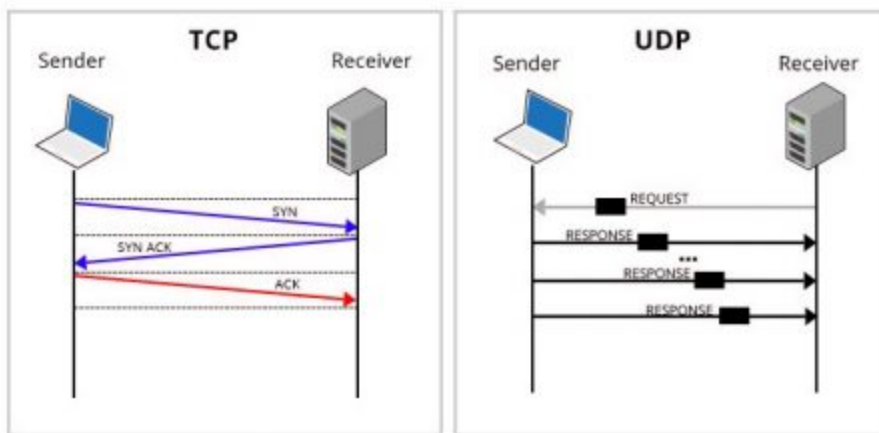 TCP
Sender
Receiver
SYN
SYN ACK
ACK
UDP
Sender
Receiver
REQUEST
RESPONSE
...
RESPONSE
RESPONSE